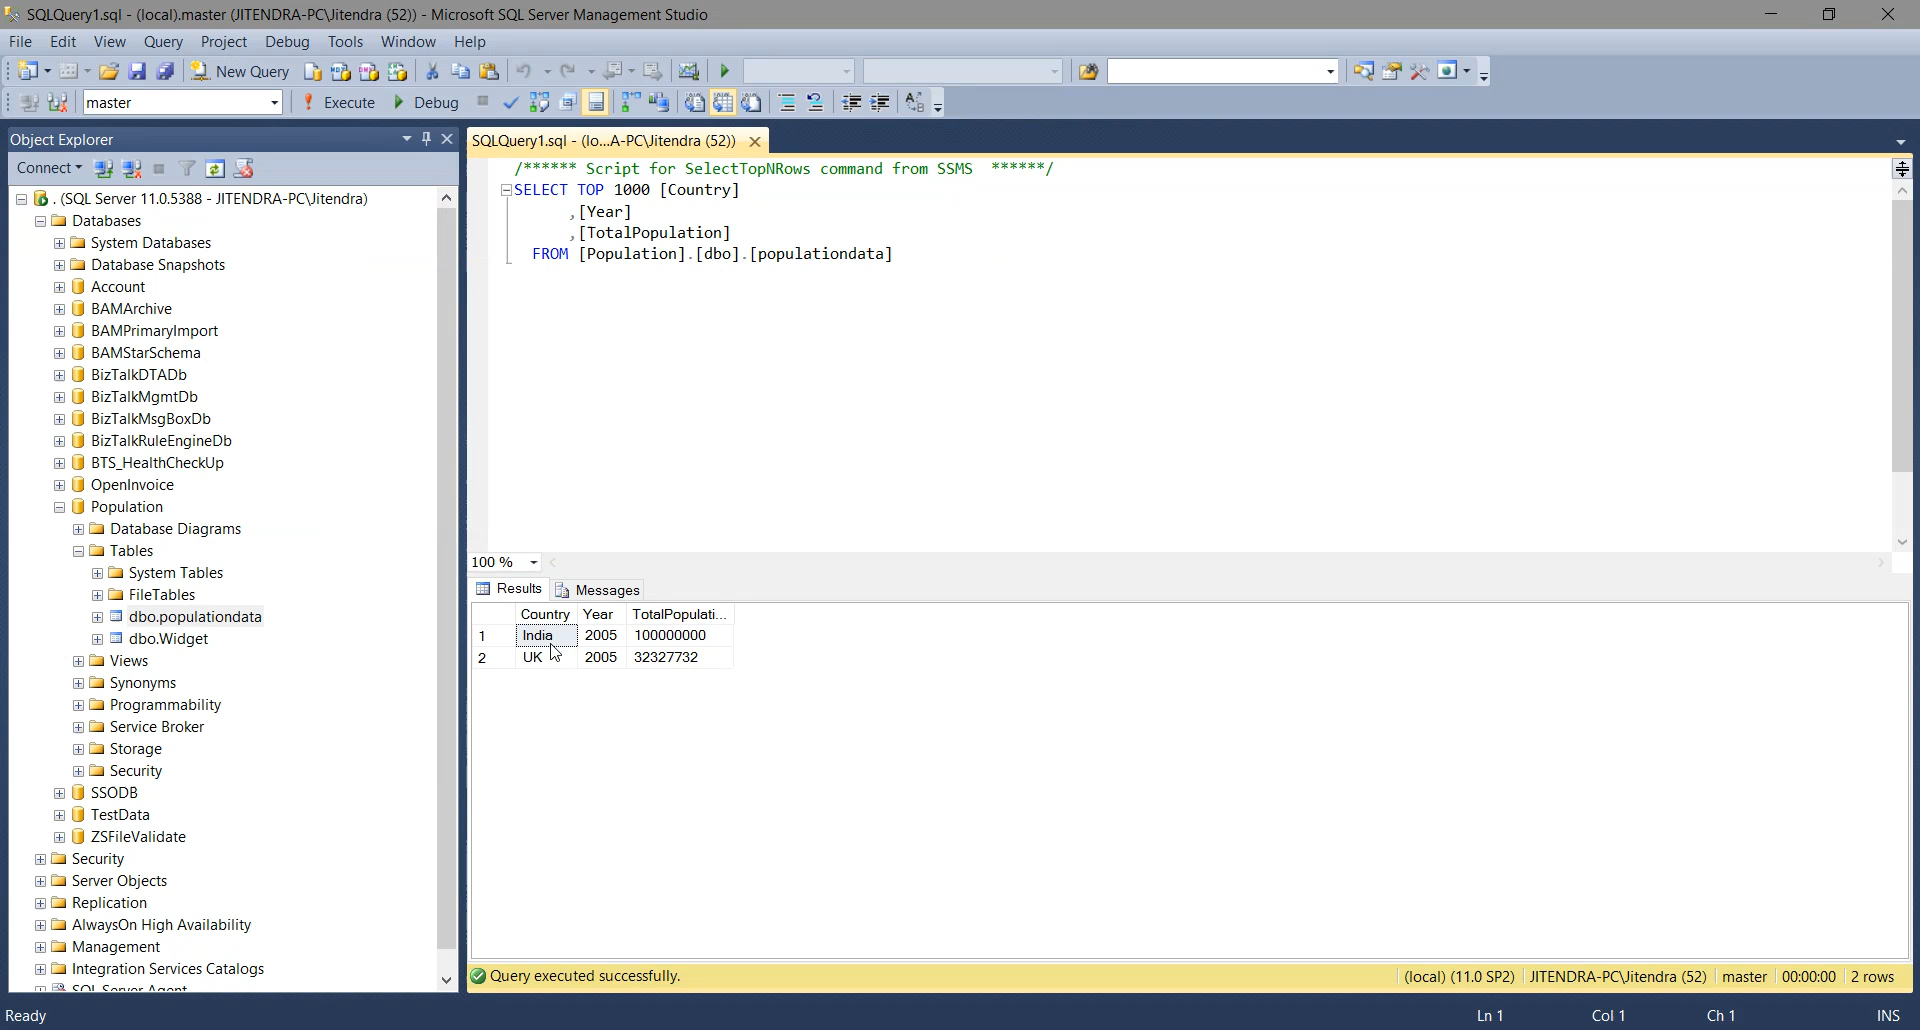 SQLQuery1.sql - (local).master (JITENDRA-PC\Jitendra (52)) - Microsoft SQL Server Management Studio
File Edit View Query Project Debug Tools Window Help
New Query
master Execute Debug
Object Explorer
Connect
. (SQL Server 11.0.5388 - JITENDRA-PC\Jitendra)
Databases
System Databases
Database Snapshots
Account
BAMArchive
BAMPrimaryImport
BAMStarSchema
BizTalkDTADb
BizTalkMgmtDb
BizTalkMsgBoxDb
BizTalkRuleEngineDb
BTS_HealthCheckUp
OpenInvoice
Population
Database Diagrams
Tables
System Tables
FileTables
dbo.populationdata
dbo.Widget
Views
Synonyms
Programmability
Service Broker
Storage
Security
SSODB
TestData
ZSFileValidate
Security
Server Objects
Replication
AlwaysOn High Availability
Management
Integration Services Catalogs
SQL Server Agent
SQLQuery1.sql - (lo...A-PC\Jitendra (52))
/****** Script for SelectTopNRows command from SSMS ******/
SELECT TOP 1000 [Country]
,[Year]
,[TotalPopulation]
FROM [Population].[dbo].[populationdata]
100 %
Results Messages
Country Year TotalPopulati...
1 India 2005 100000000
2 UK 2005 32327732
Query executed successfully. (local) (11.0 SP2) JITENDRA-PC\Jitendra (52) master 00:00:00 2 rows
Ready Ln 1 Col 1 Ch 1 INS